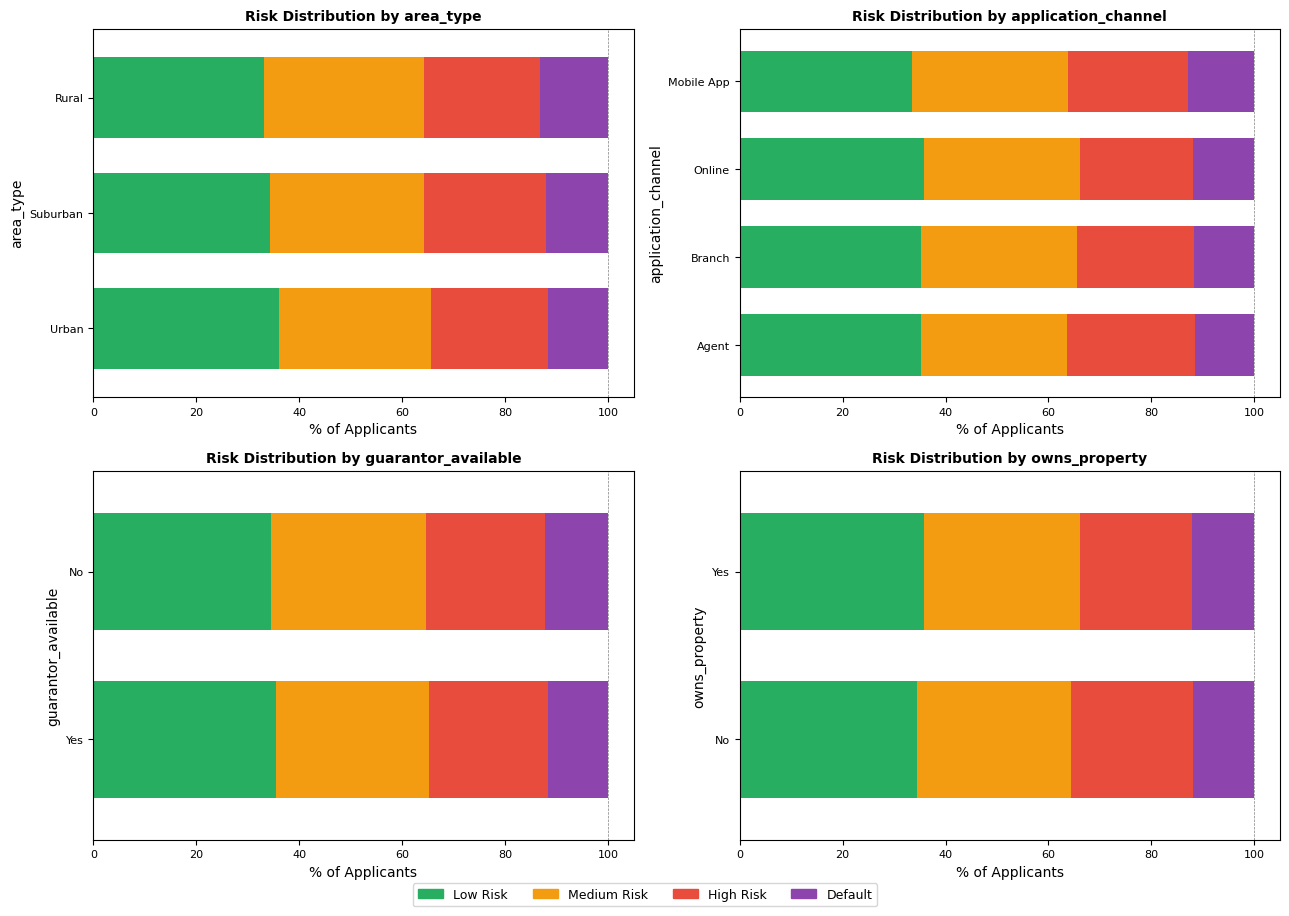 Risk Distribution by area_type
Rural
Suburban
Urban
area_type
0 20 40 60 80 100
% of Applicants
Risk Distribution by application_channel
Mobile App
Online
Branch
Agent
application_channel
0 20 40 60 80 100
% of Applicants
Risk Distribution by guarantor_available
No
Yes
guarantor_available
0 20 40 60 80 100
% of Applicants
Risk Distribution by owns_property
Yes
No
owns_property
0 20 40 60 80 100
% of Applicants
Low Risk Medium Risk High Risk Default